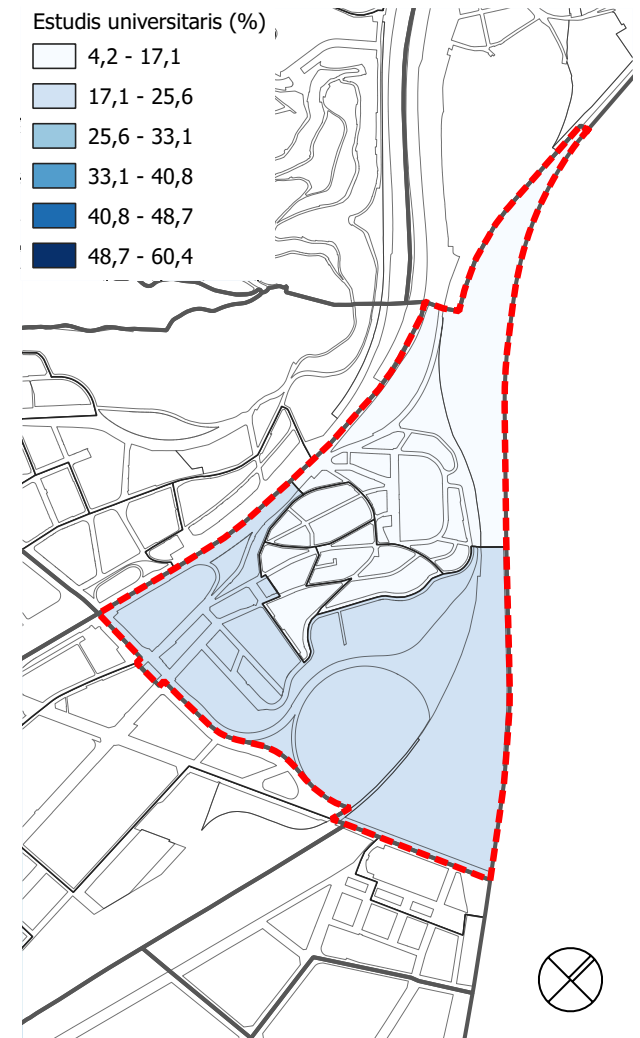 Estudis universitaris (%)
4,2 - 17,1
17,1 - 25,6
25,6 - 33,1
33,1 - 40,8
40,8 - 48,7
48,7 - 60,4